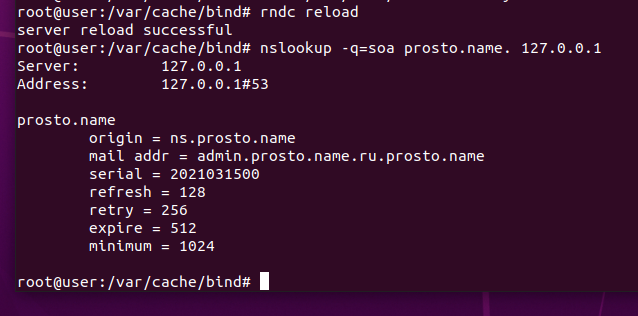 root@user:/var/cache/bind# rndc reload
server reload successful
root@user:/var/cache/bind# nslookup -q=soa prosto.name. 127.0.0.1
Server:         127.0.0.1
Address:        127.0.0.1#53

prosto.name
        origin = ns.prosto.name
        mail addr = admin.prosto.name.ru.prosto.name
        serial = 2021031500
        refresh = 128
        retry = 256
        expire = 512
        minimum = 1024

root@user:/var/cache/bind#